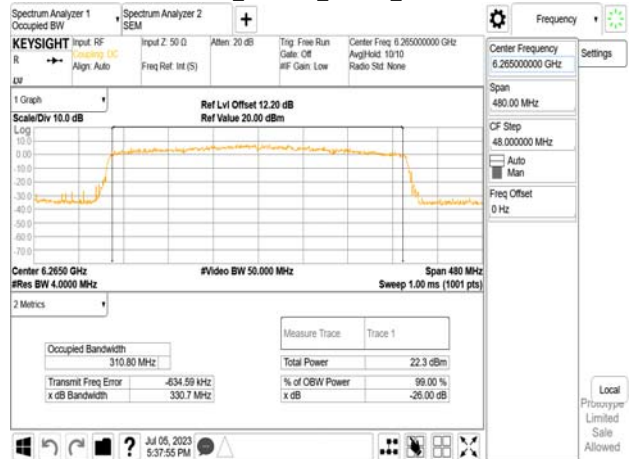 Spectrum Analyzer 1
Occupied BW
Spectrum Analyzer 2
SEM
+
Frequency
KEYSIGHT
R
LXI
Input: RF
Coupling: DC
Align: Auto
Input Z: 50 Ω
Freq Ref: Int (S)
Atten: 20 dB
Trig: Free Run
Gate: Off
#IF Gain: Low
Center Freq: 6.265000000 GHz
Avg|Hold: 10/10
Radio Std: None
Center Frequency
6.265000000 GHz
Settings
Span
480.00 MHz
CF Step
48.000000 MHz
Auto
Man
Freq Offset
0 Hz
1 Graph
Scale/Div 10.0 dB
Ref Lvl Offset 12.20 dB
Ref Value 20.00 dBm
Log
10.0
0.00
-10.0
-20.0
-30.0
-40.0
-50.0
-60.0
-70.0
Center 6.2650 GHz
#Res BW 4.0000 MHz
#Video BW 50.000 MHz
Span 480 MHz
Sweep 1.00 ms (1001 pts)
2 Metrics
Measure Trace
Trace 1
Occupied Bandwidth
310.80 MHz
Total Power
22.3 dBm
Transmit Freq Error
-634.59 kHz
% of OBW Power
99.00 %
x dB Bandwidth
330.7 MHz
x dB
-26.00 dB
Local
Prototype
Limited
Sale
Allowed
?
Jul 05, 2023
5:37:55 PM